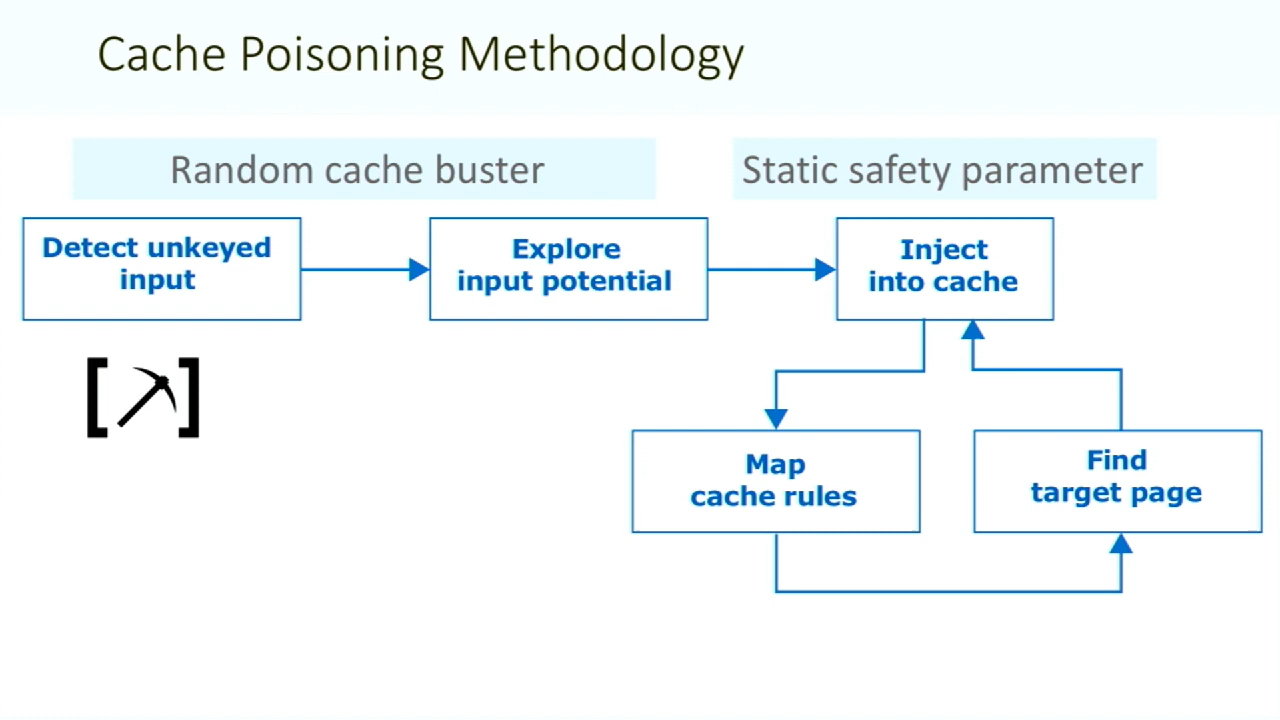 Cache Poisoning Methodology
Random cache buster
Static safety parameter
Detect unkeyed
input
Explore
input potential
Inject
into cache
Map
cache rules
Find
target page